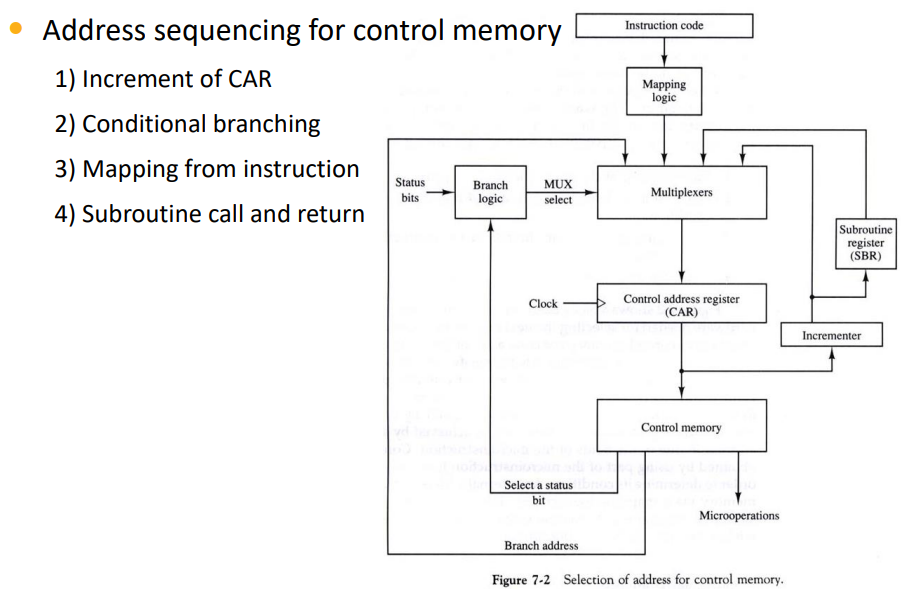 Address sequencing for control memory
1) Increment of CAR
2) Conditional branching
3) Mapping from instruction
4) Subroutine call and return
Instruction code
Mapping
logic
Status
bits
Branch
logic
MUX
select
Multiplexers
Subroutine
register
(SBR)
Clock
Control address register
(CAR)
Incrementer
Control memory
Select a status
bit
Microoperations
Branch address
Figure 7-2 Selection of address for control memory.